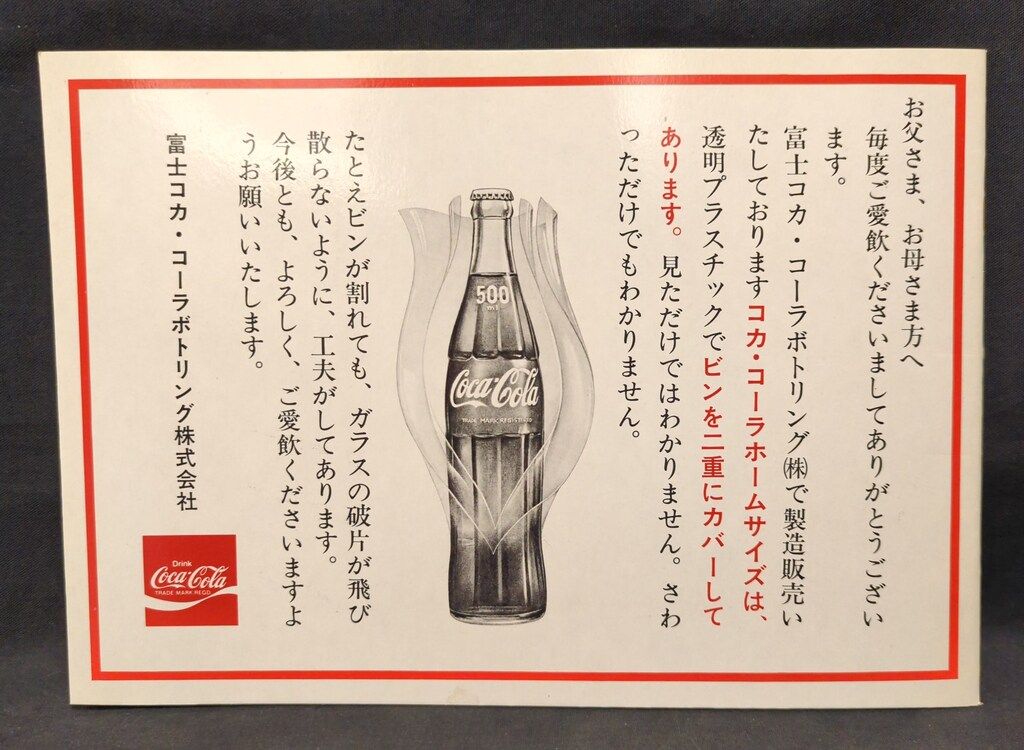 お父さま、お母さま方へ
毎度ご愛飲くださいましてありがとうござい
ます。
富士コカ・コーラボトリング㈱で製造販売い
たしておりますコカ・コーラホームサイズは、
透明プラスチックでビンを二重にカバーして
あります。見ただけではわかりません。さわ
っただけでもわかりません。
500
ml
Coca-Cola
TRADE MARK REGISTERED
たとえビンが割れても、ガラスの破片が飛び
散らないように、工夫がしてあります。
今後とも、よろしく、ご愛飲くださいますよ
うお願いいたします。
富士コカ・コーラボトリング株式会社
Drink
Coca-Cola
TRADE MARK REGD